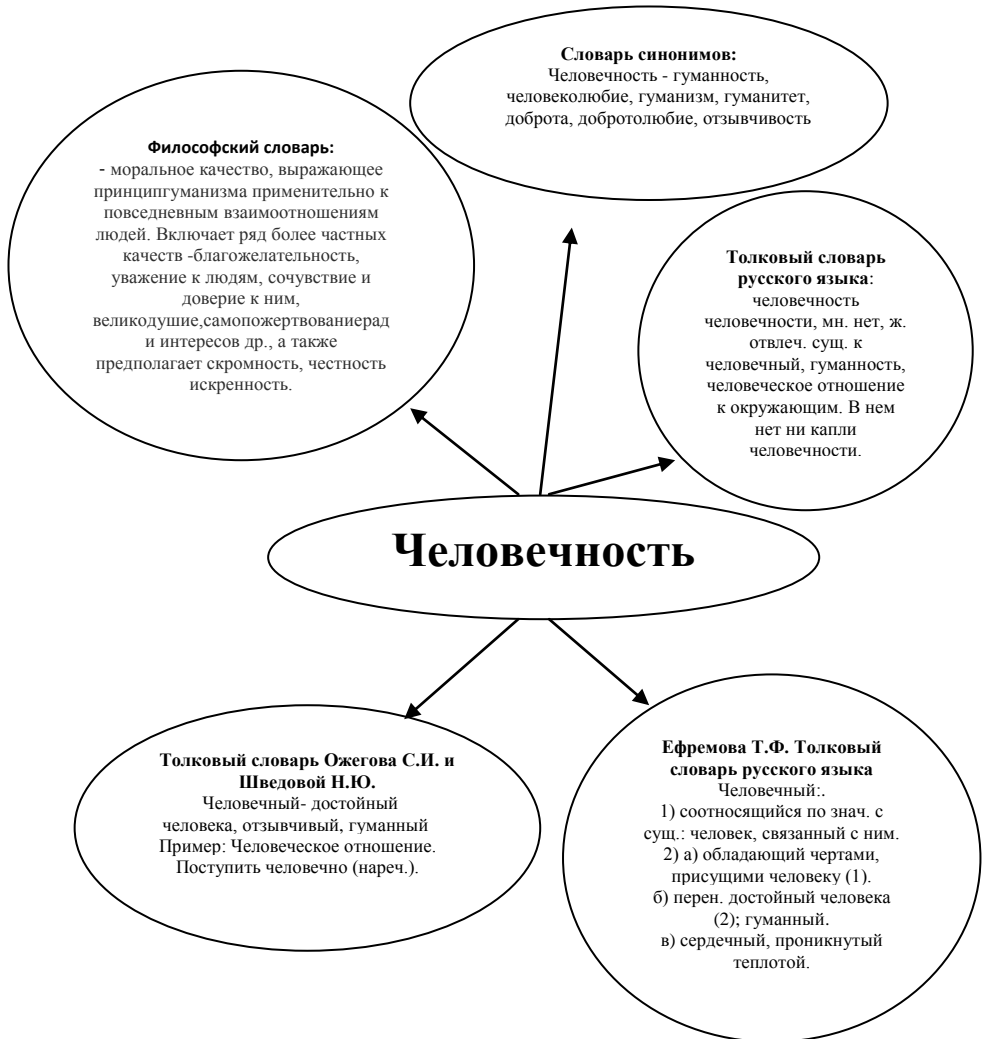 Словарь синонимов:
Человечность - гуманность,
человеколюбие, гуманизм, гуманитет,
доброта, добротолюбие, отзывчивость
Философский словарь:
- моральное качество, выражающее
принципгуманизма применительно к
повседневным взаимоотношениям
людей. Включает ряд более частных
качеств -благожелательность,
уважение к людям, сочувствие и
доверие к ним,
великодушие,самопожертвованиерад
и интересов др., а также
предполагает скромность, честность
искренность.
Толковый словарь
русского языка:
человечность
человечности, мн. нет, ж.
отвлеч. сущ. к
человечный, гуманность,
человеческое отношение
к окружающим. В нем
нет ни капли
человечности.
Человечность
Толковый словарь Ожегова С.И. и
Шведовой Н.Ю.
Человечный- достойный
человека, отзывчивый, гуманный
Пример: Человеческое отношение.
Поступить человечно (нареч.).
Ефремова Т.Ф. Толковый
словарь русского языка
Человечный:.
1) соотносящийся по знач. с
сущ.: человек, связанный с ним.
2) а) обладающий чертами,
присущими человеку (1).
б) перен. достойный человека
(2); гуманный.
в) сердечный, проникнутый
теплотой.